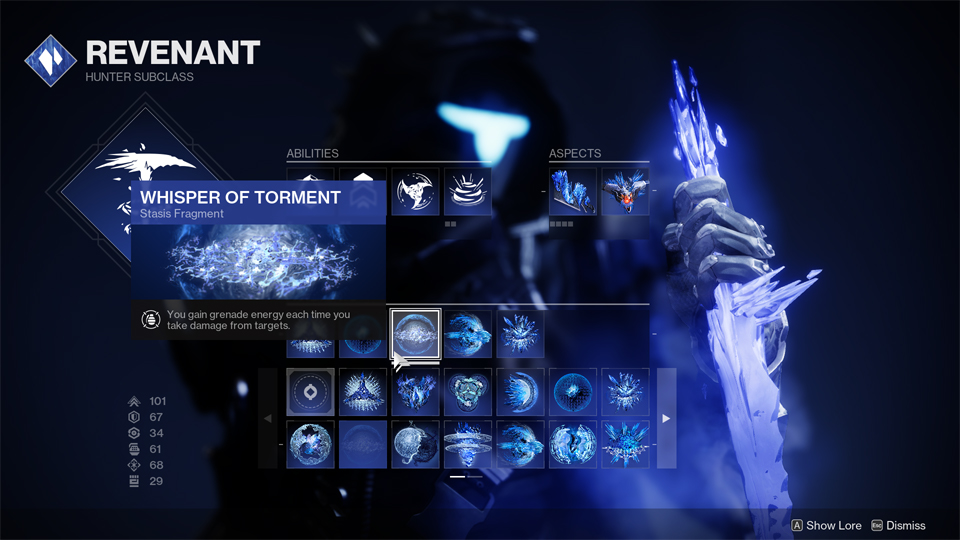 REVENANT
HUNTER SUBCLASS
ABILITIES
ASPECTS
WHISPER OF TORMENT
Stasis Fragment
You gain grenade energy each time you
take damage from targets.
101
67
34
61
68
29
A Show Lore
Esc Dismiss